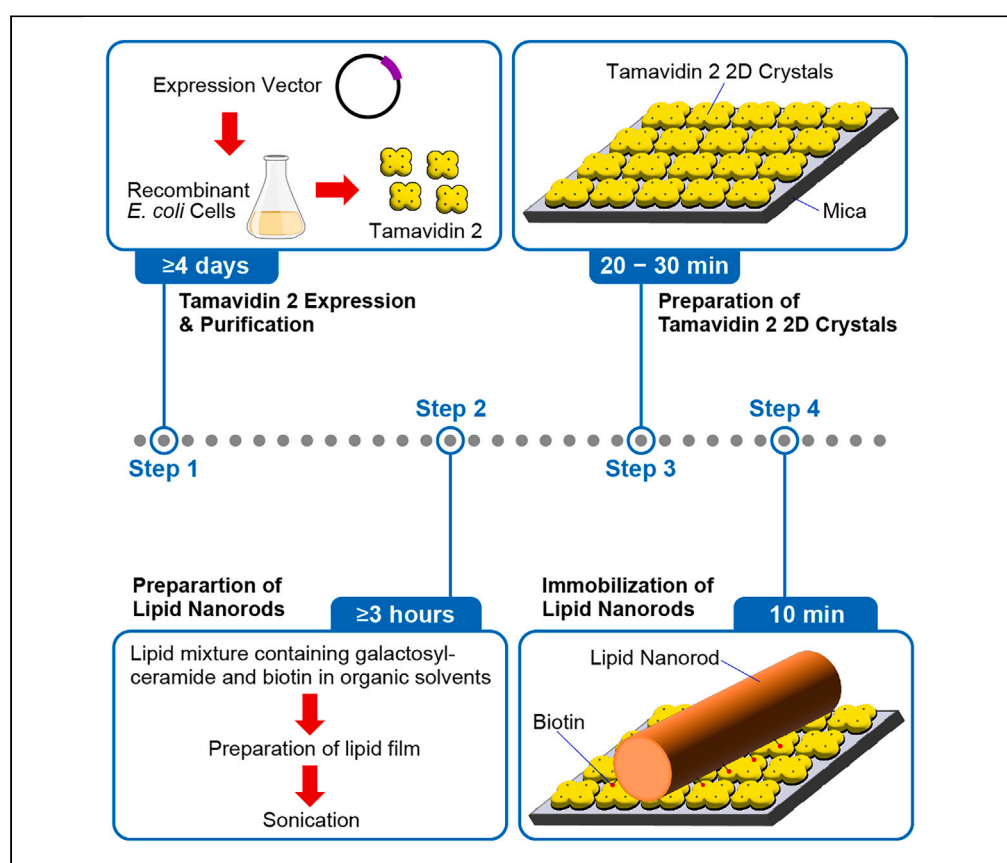 Expression Vector
Recombinant
E. coli Cells
Tamavidin 2
≥4 days
Tamavidin 2 Expression
& Purification
Tamavidin 2 2D Crystals
Mica
20 – 30 min
Preparation of
Tamavidin 2 2D Crystals
Step 1
Step 2
Step 3
Step 4
Preparartion of
Lipid Nanorods
≥3 hours
Lipid mixture containing galactosyl-
ceramide and biotin in organic solvents
Preparation of lipid film
Sonication
Immobilization of
Lipid Nanorods
10 min
Lipid Nanorod
Biotin